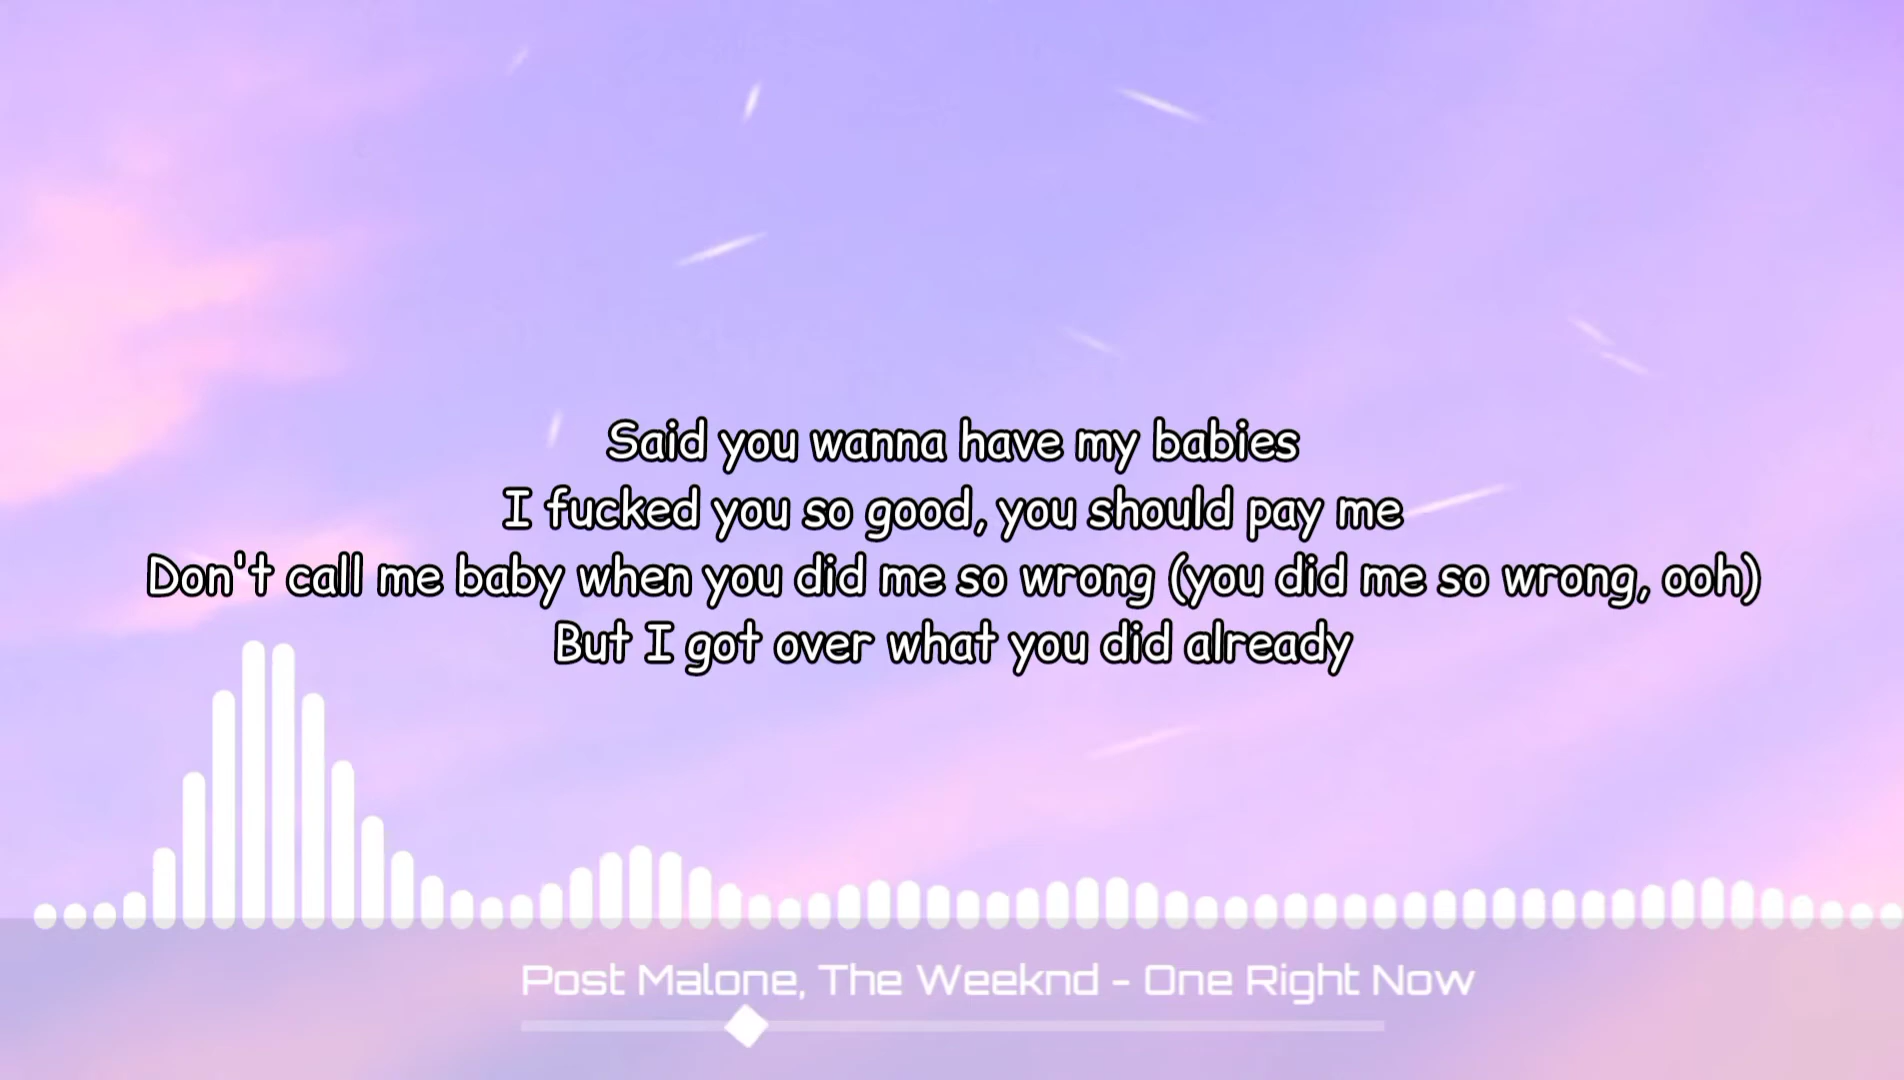 Said you wanna have my babies
I fucked you so good, you should pay me
Don't call me baby when you did me so wrong (you did me so wrong, ooh)
But I got over what you did already
Post Malone, The Weeknd - One Right Now